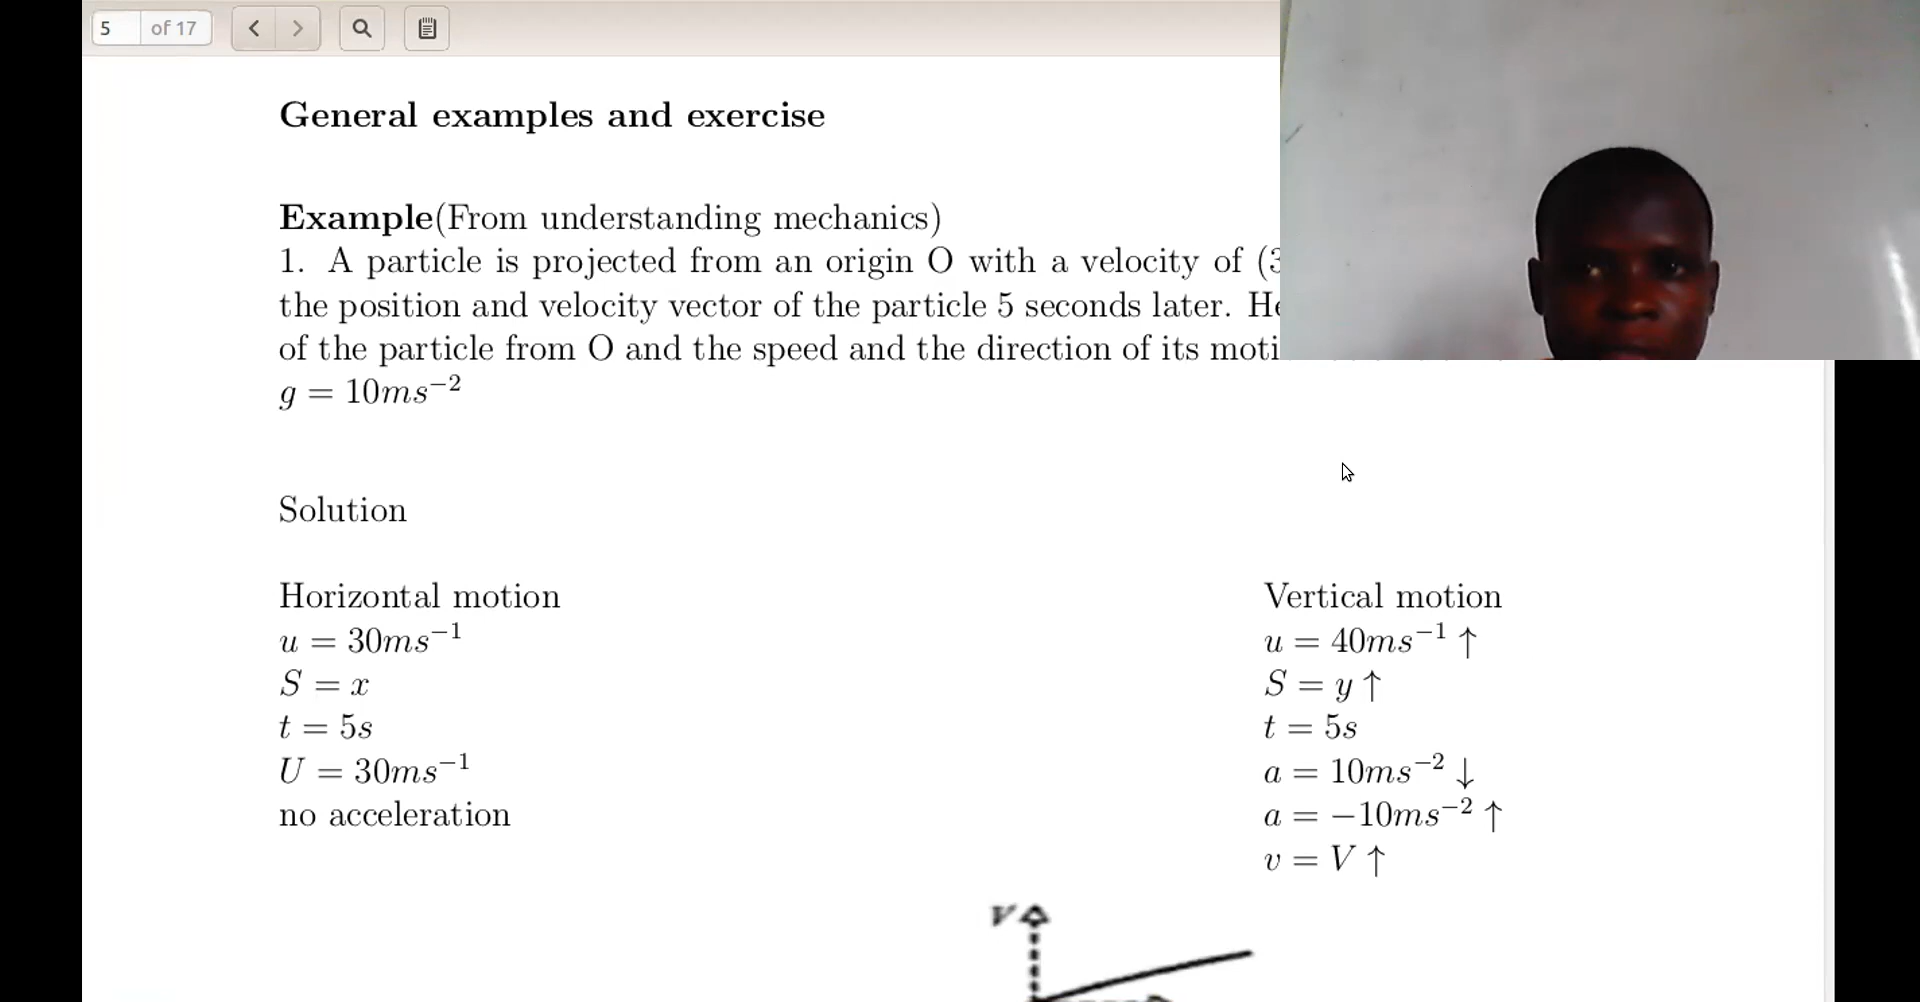 5 of 17
General examples and exercise
Example(From understanding mechanics)
1. A particle is projected from an origin O with a velocity of (3
the position and velocity vector of the particle 5 seconds later.
of the particle from O and the speed and the direction of its
g = 10ms⁻²
Solution
Horizontal motion
u = 30ms⁻¹
S = x
t = 5s
U = 30ms⁻¹
no acceleration
Vertical motion
u = 40ms⁻¹ ↑
S = y ↑
t = 5s
a = 10ms⁻² ↓
a = −10ms⁻² ↑
v = V ↑
V